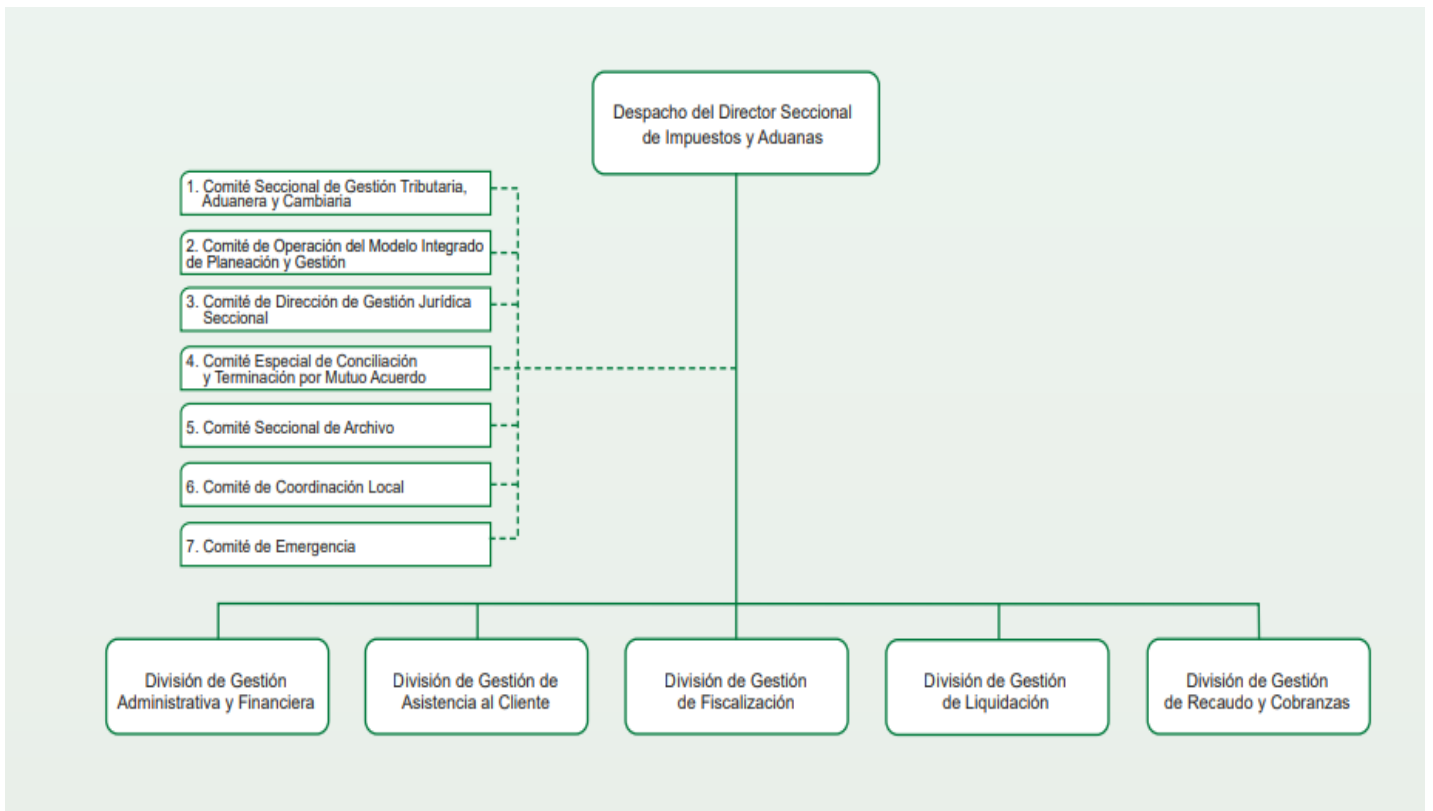 Despacho del Director Seccional
de Impuestos y Aduanas
1. Comité Seccional de Gestión Tributaria,
Aduanera y Cambiaria
2. Comité de Operación del Modelo Integrado
de Planeación y Gestión
3. Comité de Dirección de Gestión Jurídica
Seccional
4. Comité Especial de Conciliación
y Terminación por Mutuo Acuerdo
5. Comité Seccional de Archivo
6. Comité de Coordinación Local
7. Comité de Emergencia
División de Gestión
Administrativa y Financiera
División de Gestión de
Asistencia al Cliente
División de Gestión
de Fiscalización
División de Gestión
de Liquidación
División de Gestión
de Recaudo y Cobranzas